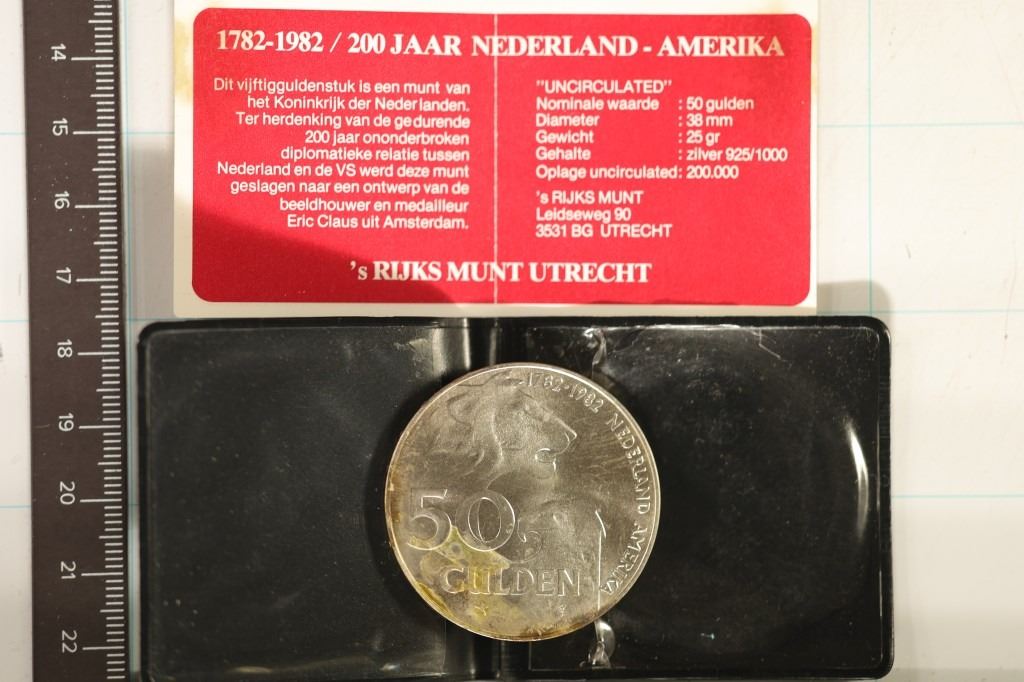 1782-1982 / 200 JAAR NEDERLAND - AMERIKA
Dit vijftigguldenstuk is een munt van
het Koninkrijk der Nederlanden.
Ter herdenking van de gedurende
200 jaar ononderbroken
diplomatieke relatie tussen
Nederland en de VS werd deze munt
geslagen naar een ontwerp van de
beeldhouwer en medailleur
Eric Claus uit Amsterdam.
"UNCIRCULATED"
Nominale waarde : 50 gulden
Diameter : 38 mm
Gewicht : 25 gr
Gehalte : zilver 925/1000
Oplage uncirculated: 200.000
's RIJKS MUNT
Leidseweg 90
3531 BG UTRECHT
's RIJKS MUNT UTRECHT
14
15
16
17
18
19
20
21
22
1782-1982 NEDERLAND AMERIKA
50
GULDEN